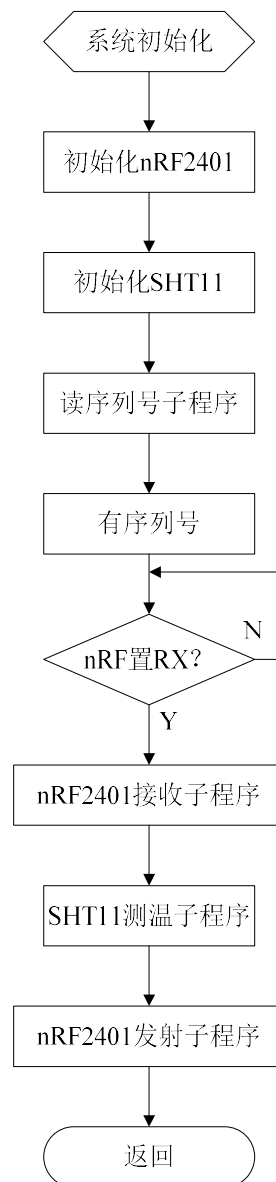 系统初始化
初始化nRF2401
初始化SHT11
读序列号子程序
有序列号
nRF置RX？
N
Y
nRF2401接收子程序
SHT11测温子程序
nRF2401发射子程序
返回